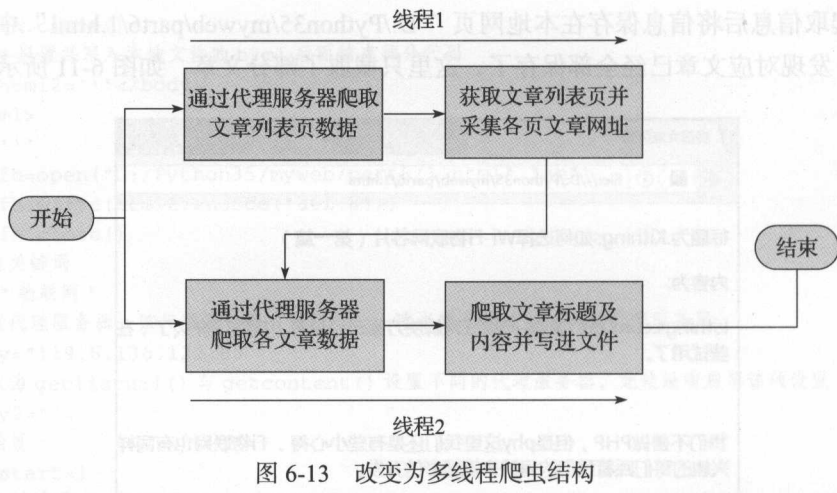 线程1
通过代理服务器爬取
文章列表页数据
获取文章列表页并
采集各页文章网址
开始
结束
通过代理服务器
爬取各文章数据
爬取文章标题及
内容并写进文件
线程2
图 6-13 改变为多线程爬虫结构